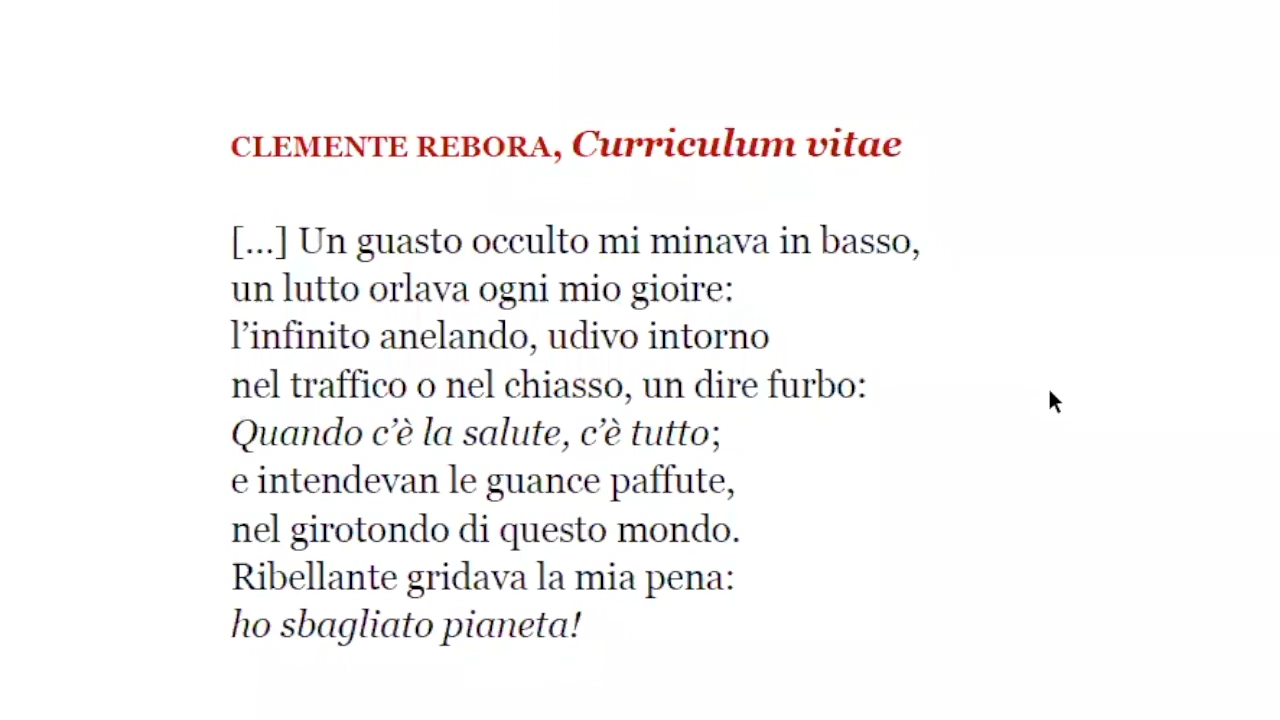 CLEMENTE REBORA, Curriculum vitae
[...] Un guasto occulto mi minava in basso,
un lutto orlava ogni mio gioire:
l’infinito anelando, udivo intorno
nel traffico o nel chiasso, un dire furbo:
Quando c’è la salute, c’è tutto;
e intendevan le guance paffute,
nel girotondo di questo mondo.
Ribellante gridava la mia pena:
ho sbagliato pianeta!